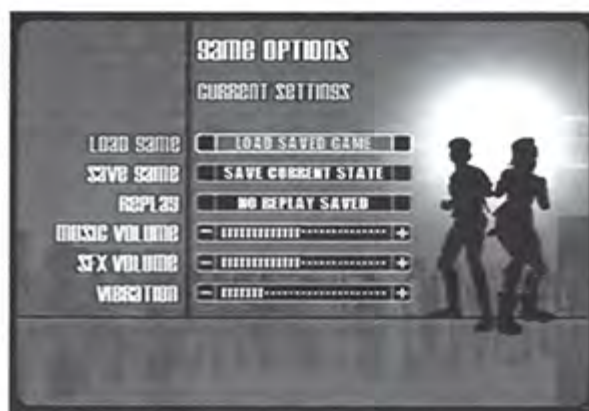 GAME OPTIONS
CURRENT SETTINGS
LOAD GAME LOAD SAVED GAME
SAVE GAME SAVE CURRENT STATE
REPLAY NO REPLAY SAVED
MUSIC VOLUME - +
SFX VOLUME - +
VIBRATION - +